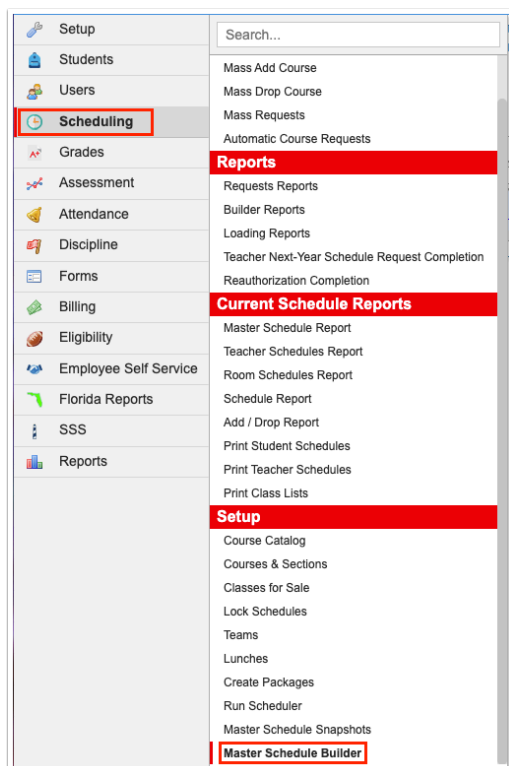 Setup
Students
Users
Scheduling
Grades
Assessment
Attendance
Discipline
Forms
Billing
Eligibility
Employee Self Service
Florida Reports
SSS
Reports
Search...
Mass Add Course
Mass Drop Course
Mass Requests
Automatic Course Requests
Reports
Requests Reports
Builder Reports
Loading Reports
Teacher Next-Year Schedule Request Completion
Reauthorization Completion
Current Schedule Reports
Master Schedule Report
Teacher Schedules Report
Room Schedules Report
Schedule Report
Add / Drop Report
Print Student Schedules
Print Teacher Schedules
Print Class Lists
Setup
Course Catalog
Courses & Sections
Classes for Sale
Lock Schedules
Teams
Lunches
Create Packages
Run Scheduler
Master Schedule Snapshots
Master Schedule Builder